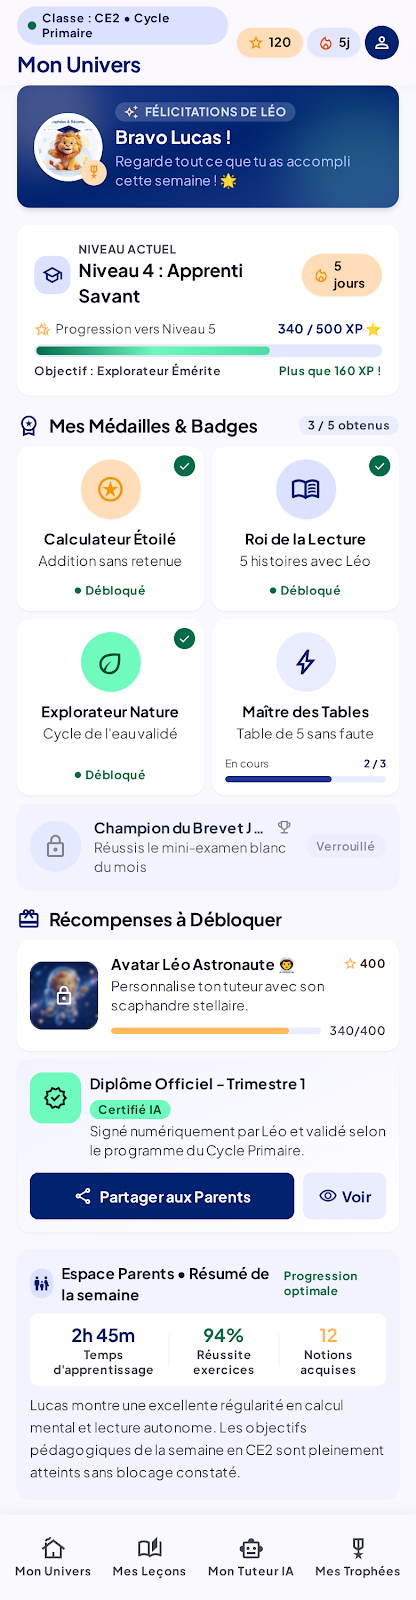 Classe : CE2 • Cycle
Primaire
120
5j
Mon Univers
FÉLICITATIONS DE LÉO
Bravo Lucas !
Regarde tout ce que tu as accompli
cette semaine ! 🌟
NIVEAU ACTUEL
Niveau 4 : Apprenti
Savant
5
jours
Progression vers Niveau 5
340 / 500 XP ⭐
Objectif : Explorateur Émérite
Plus que 160 XP !
Mes Médailles & Badges
3 / 5 obtenus
Calculateur Étoilé
Addition sans retenue
Débloqué
Roi de la Lecture
5 histoires avec Léo
Débloqué
Explorateur Nature
Cycle de l'eau validé
Débloqué
Maître des Tables
Table de 5 sans faute
En cours
2 / 3
Champion du Brevet J...
Réussis le mini-examen blanc
du mois
Verrouillé
Récompenses à Débloquer
Avatar Léo Astronaute 👨‍🚀
400
Personnalise ton tuteur avec son
scaphandre stellaire.
340/400
Diplôme Officiel - Trimestre 1
Certifié IA
Signé numériquement par Léo et validé selon
le programme du Cycle Primaire.
Partager aux Parents
Voir
Espace Parents • Résumé de
la semaine
Progression
optimale
2h 45m
Temps
d'apprentissage
94%
Réussite
exercices
12
Notions
acquises
Lucas montre une excellente régularité en calcul
mental et lecture autonome. Les objectifs
pédagogiques de la semaine en CE2 sont pleinement
atteints sans blocage constaté.
Mon Univers
Mes Leçons
Mon Tuteur IA
Mes Trophées